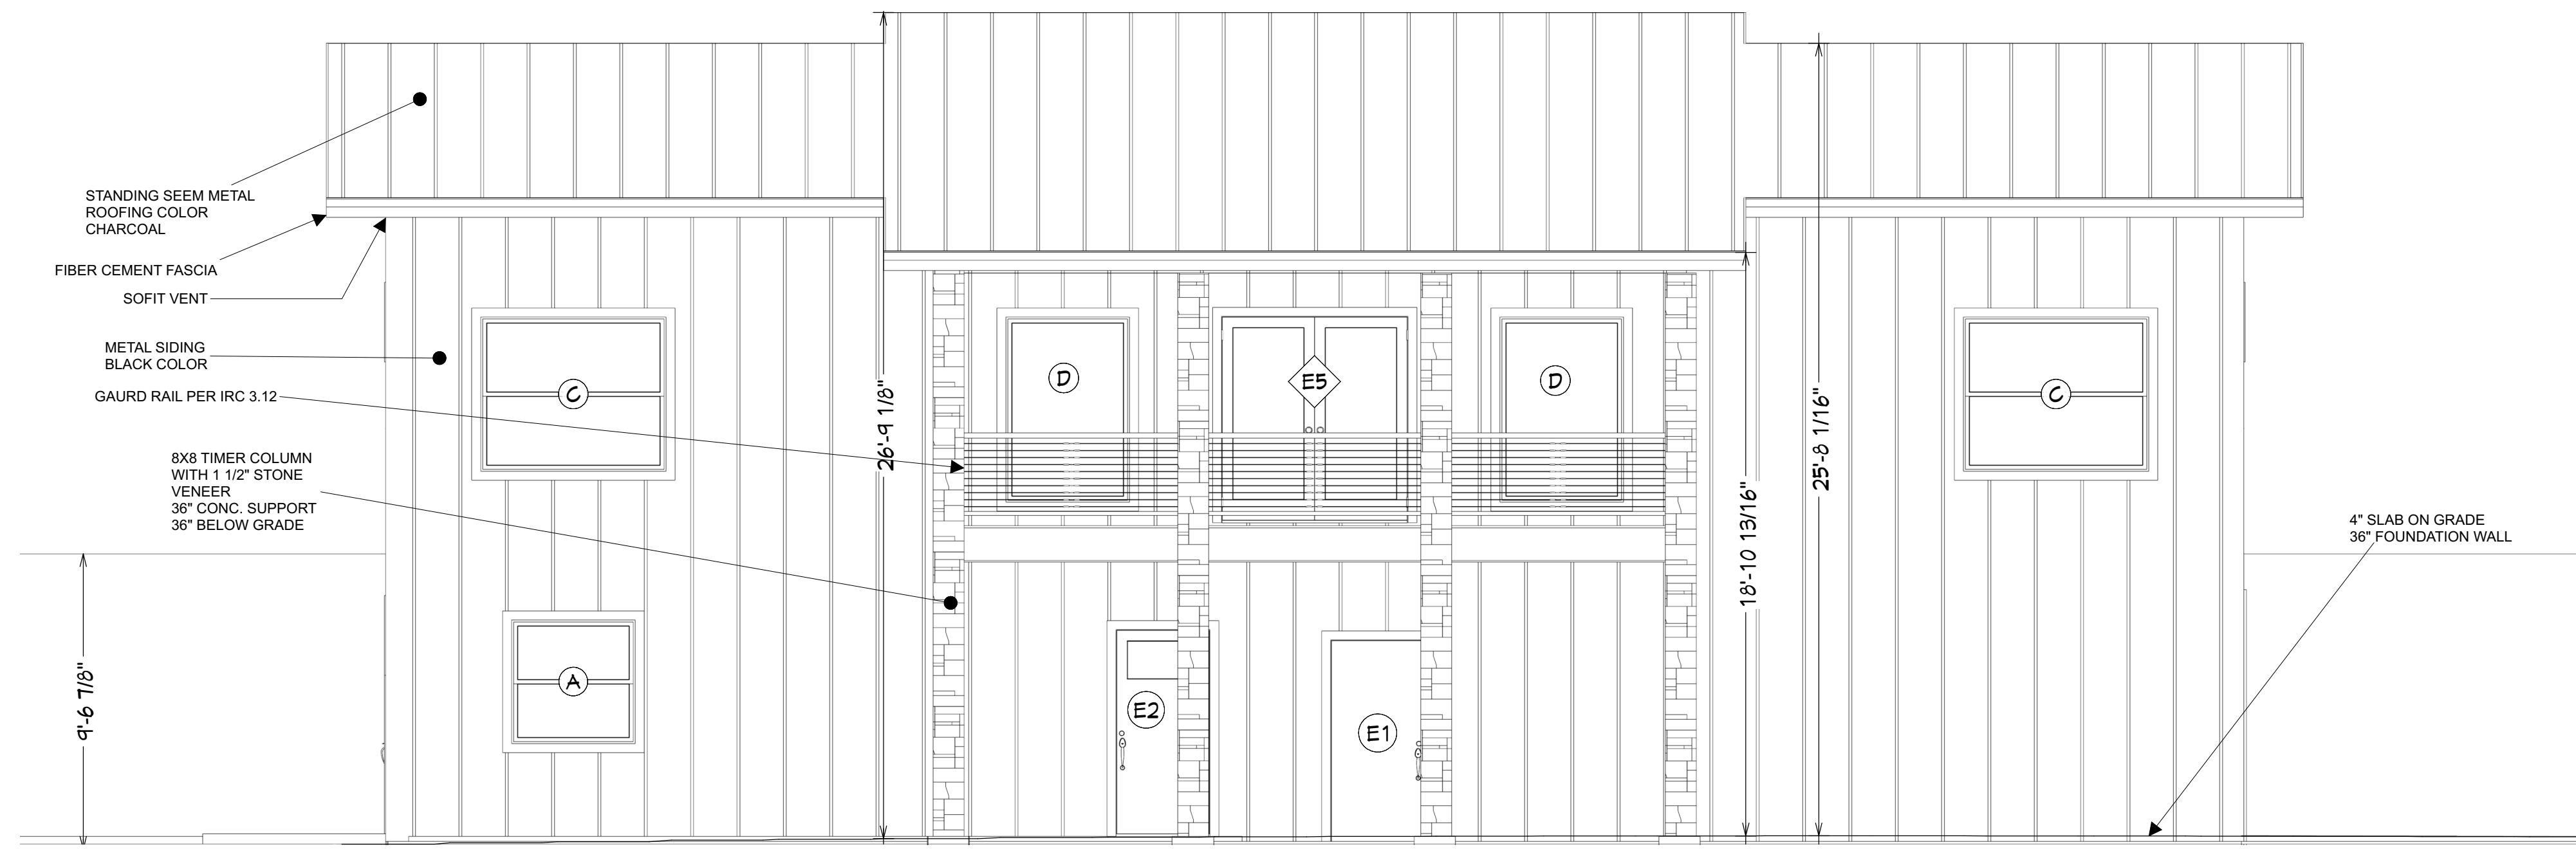 STANDING SEEM METAL
ROOFING COLOR
CHARCOAL
FIBER CEMENT FASCIA
SOFIT VENT
METAL SIDING
BLACK COLOR
GAURD RAIL PER IRC 3.12
8X8 TIMER COLUMN
WITH 1 1/2" STONE
VENEER
36" CONC. SUPPORT
36" BELOW GRADE
9'-6 7/8"
C
A
26'-9 1/8"
D
E5
D
E2
E1
18'-10 13/16"
25'-8 1/16"
C
4" SLAB ON GRADE
36" FOUNDATION WALL